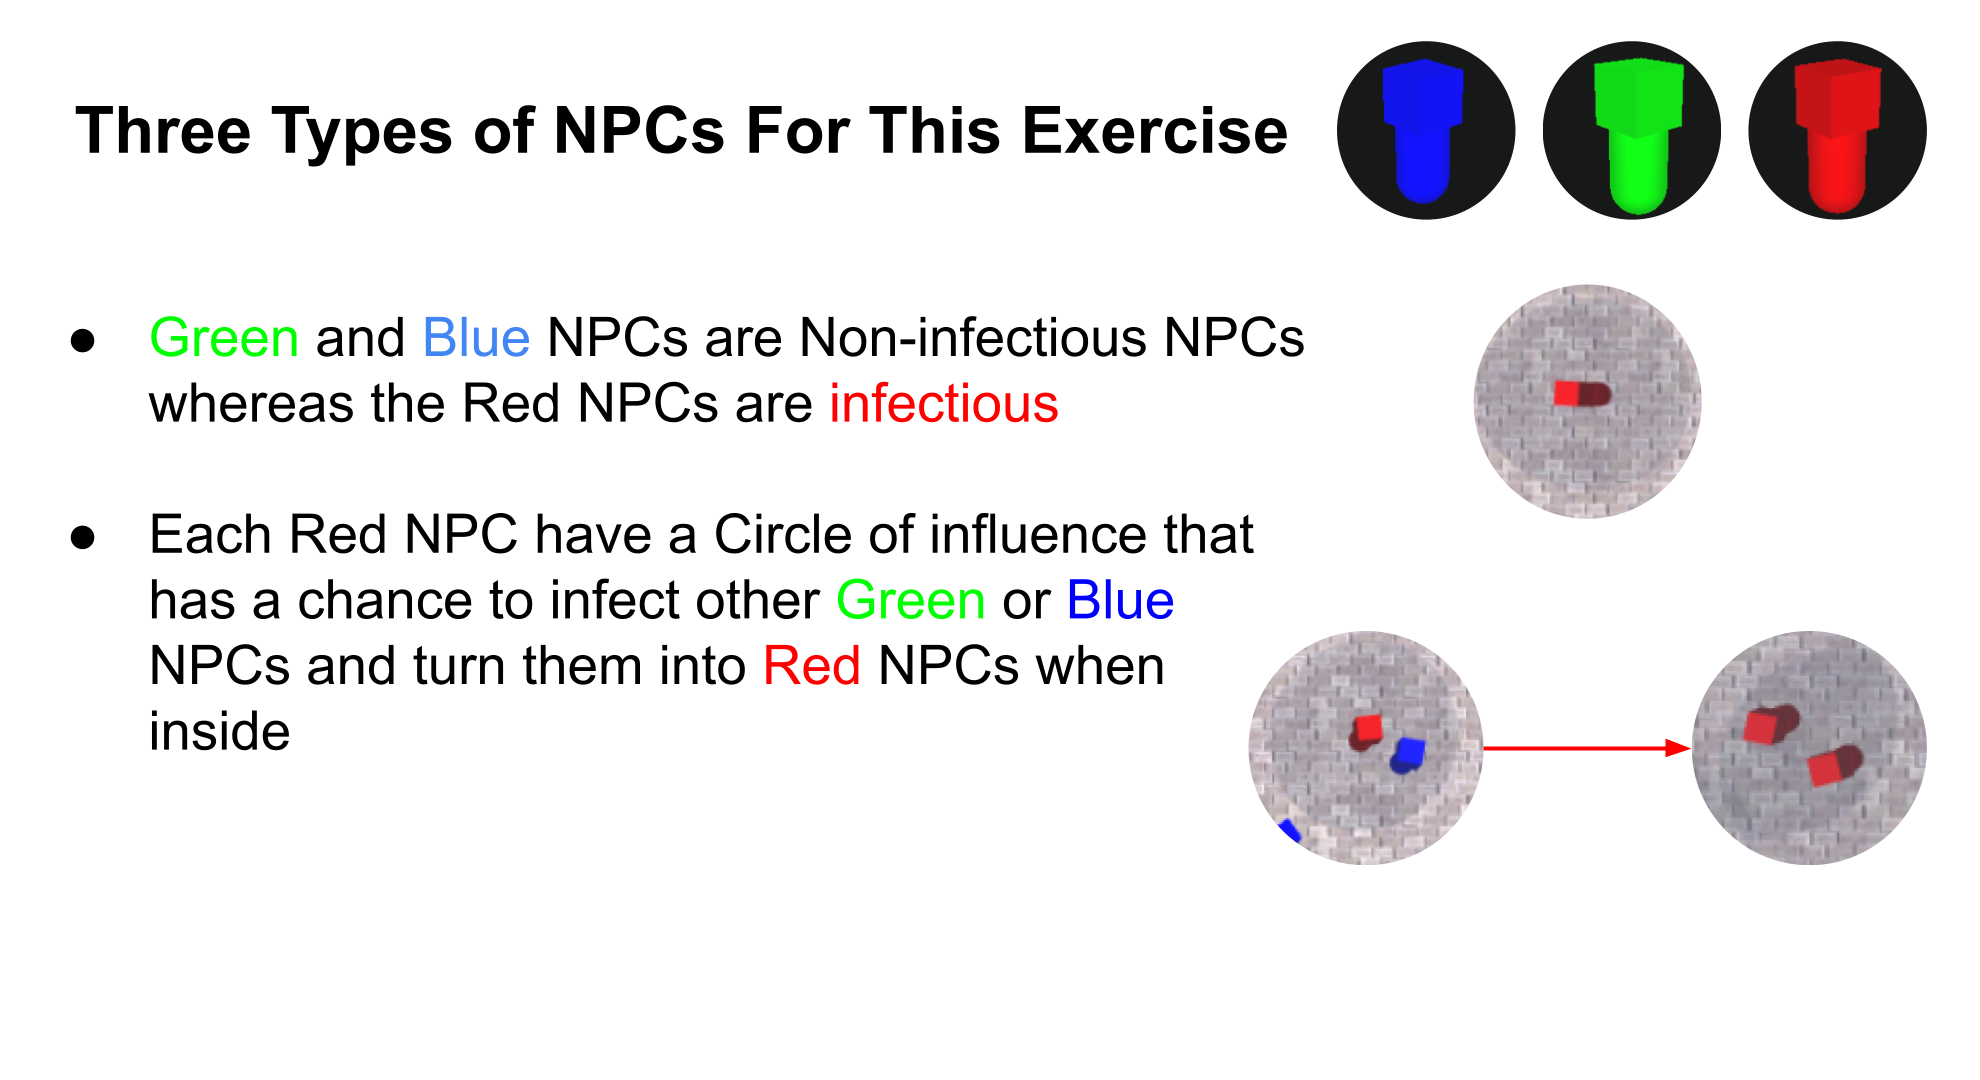 Three Types of NPCs For This Exercise
● Green and Blue NPCs are Non-infectious NPCs
whereas the Red NPCs are infectious
● Each Red NPC have a Circle of influence that
has a chance to infect other Green or Blue
NPCs and turn them into Red NPCs when
inside